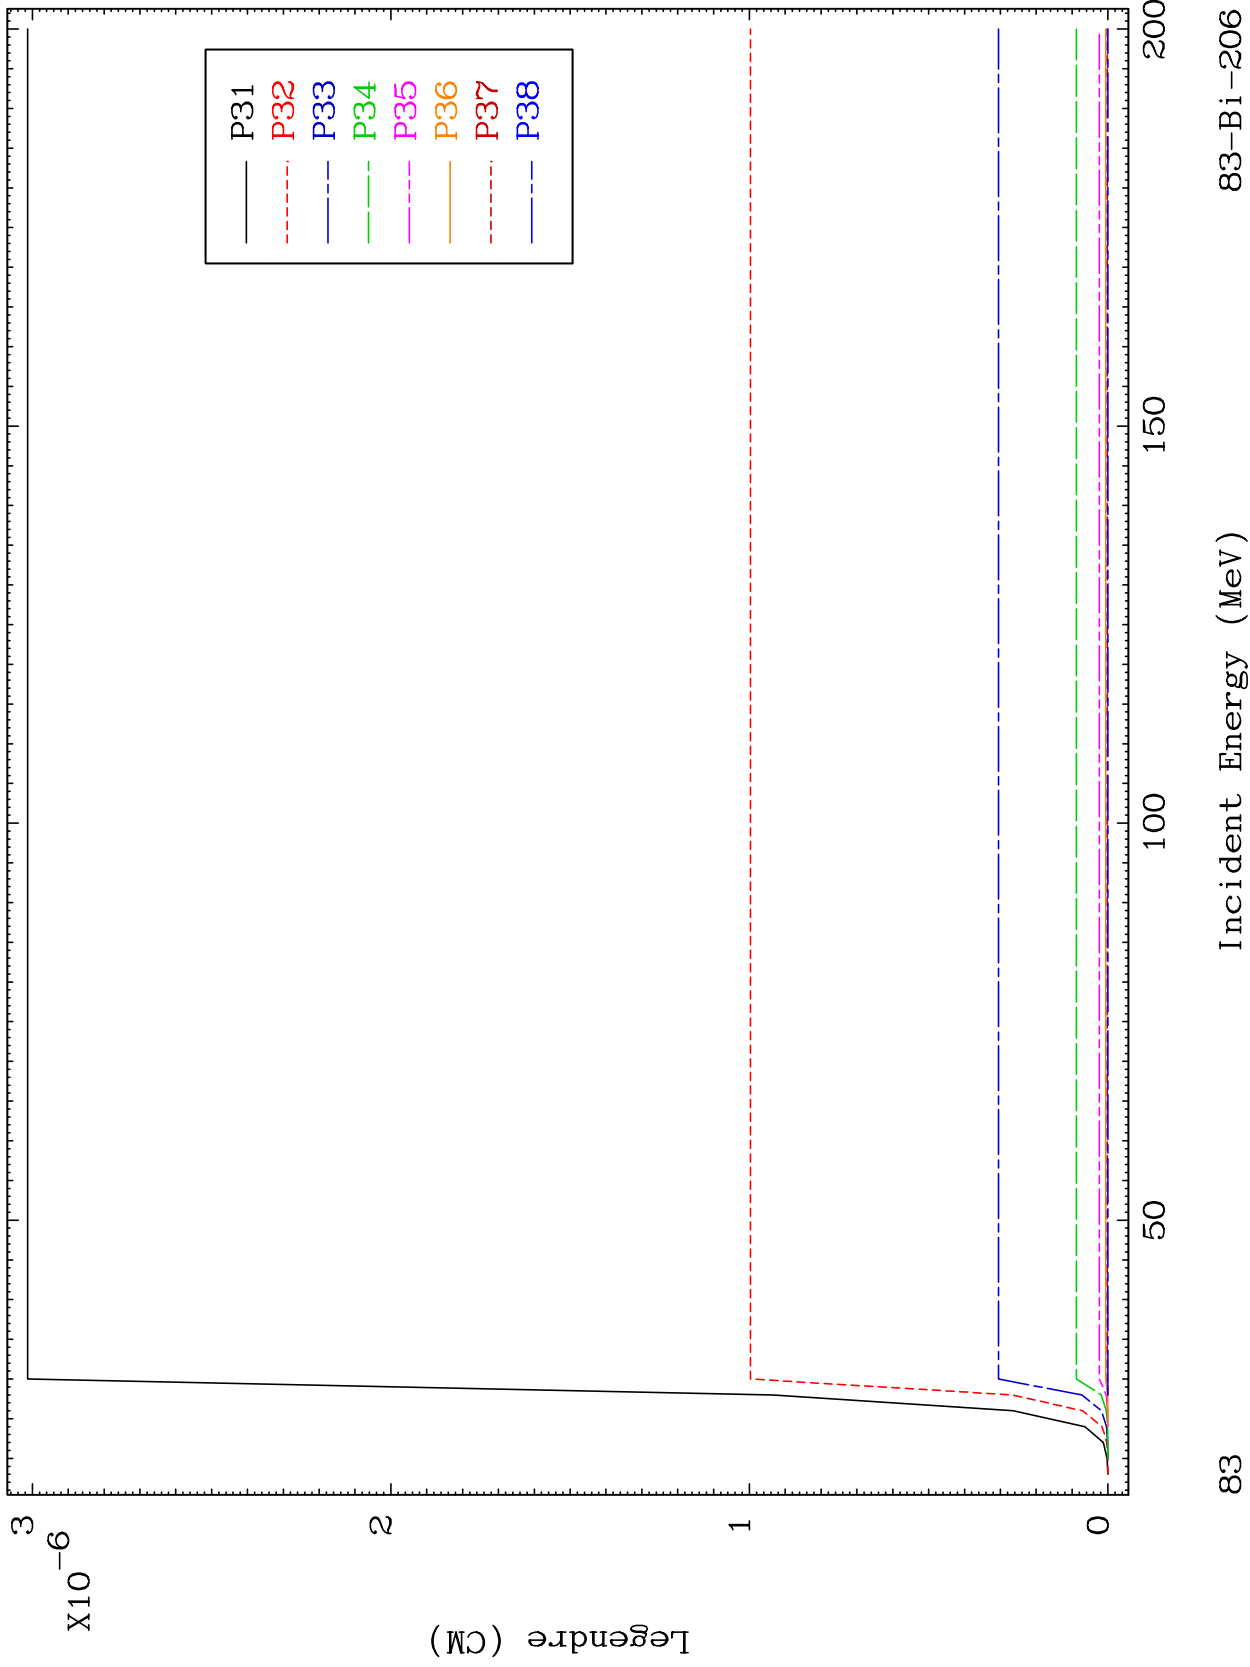 3
X10-6
2
1
0
Legendre (CM)
P31
P32
P33
P34
P35
P36
P37
P38
50
100
150
200
Incident Energy (MeV)
83
83-Bi-206